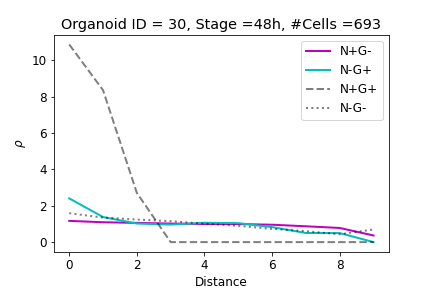 Organoid ID = 30, Stage =48h, #Cells =693
N+G-
N-G+
N+G+
N-G-
10
8
6
4
2
0
ρ
0 2 4 6 8
Distance